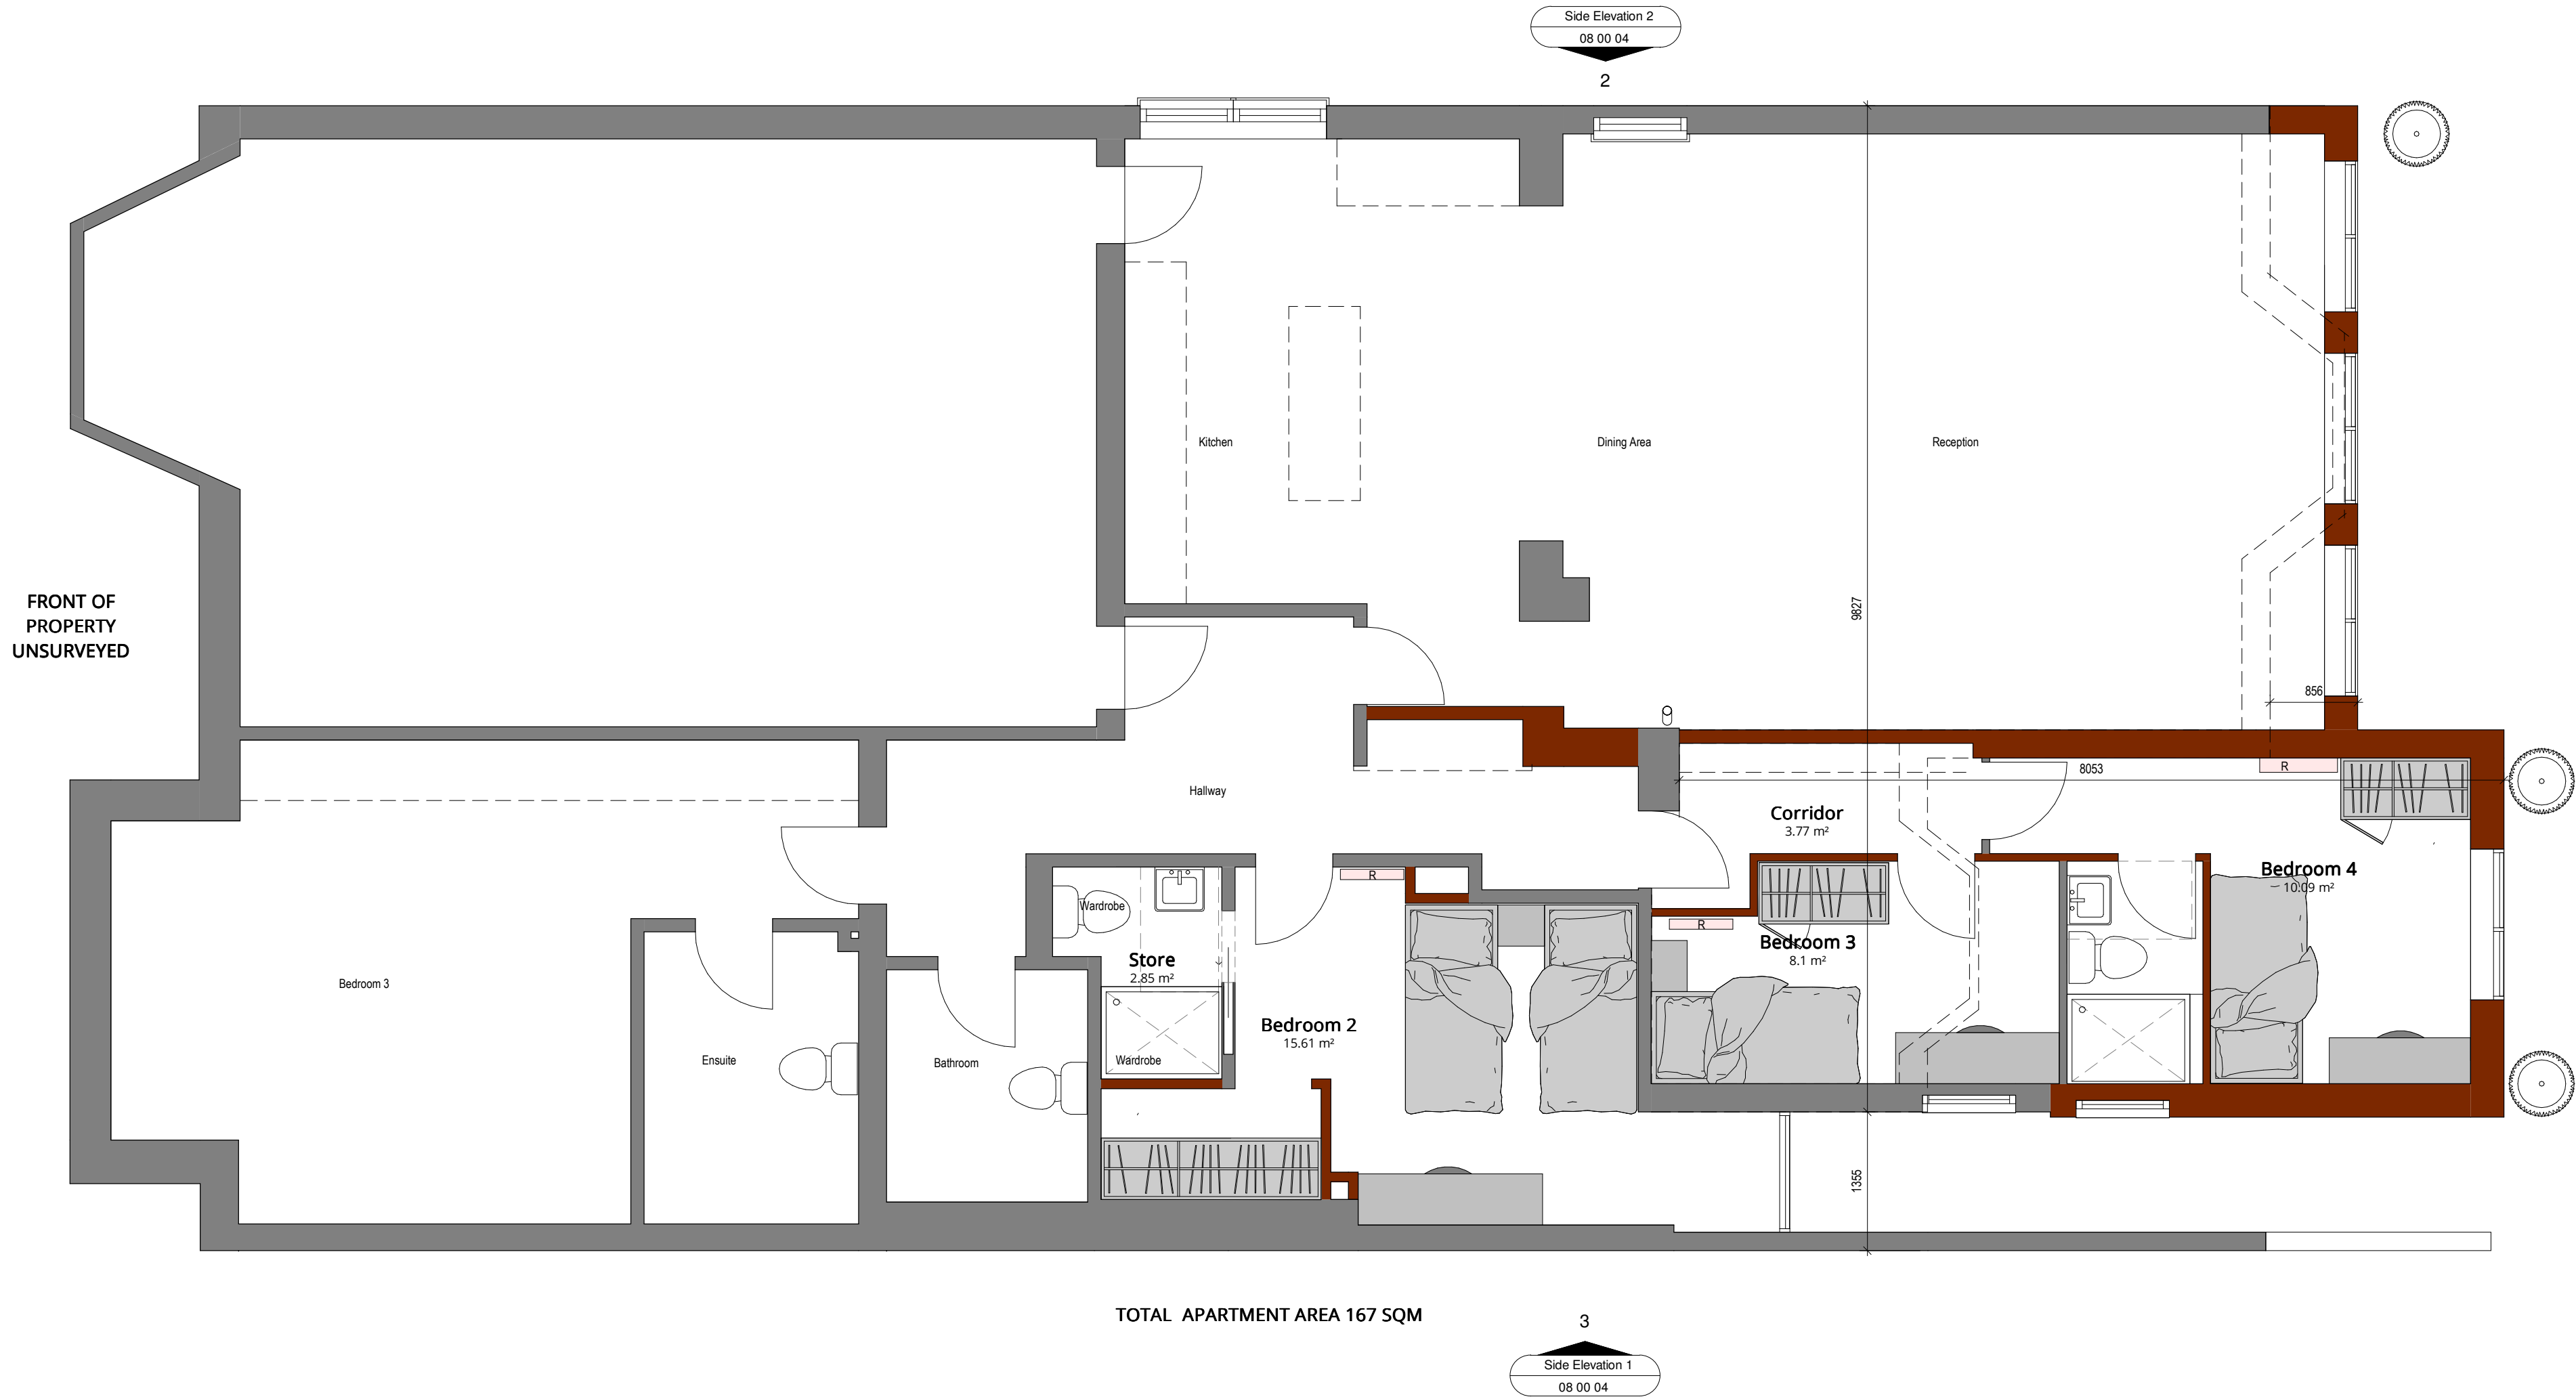 Side Elevation 2
08 00 04
2
Kitchen
Dining Area
Reception
FRONT OF
PROPERTY
UNSURVEYED
9827
856
8053
R
Hallway
Corridor
3.77 m²
Bedroom 4
10.09 m²
R
Wardrobe
R
Bedroom 3
8.1 m²
Store
2.85 m²
Bedroom 3
Bedroom 2
15.61 m²
Ensuite
Bathroom
Wardrobe
1355
TOTAL APARTMENT AREA 167 SQM
3
Side Elevation 1
08 00 04